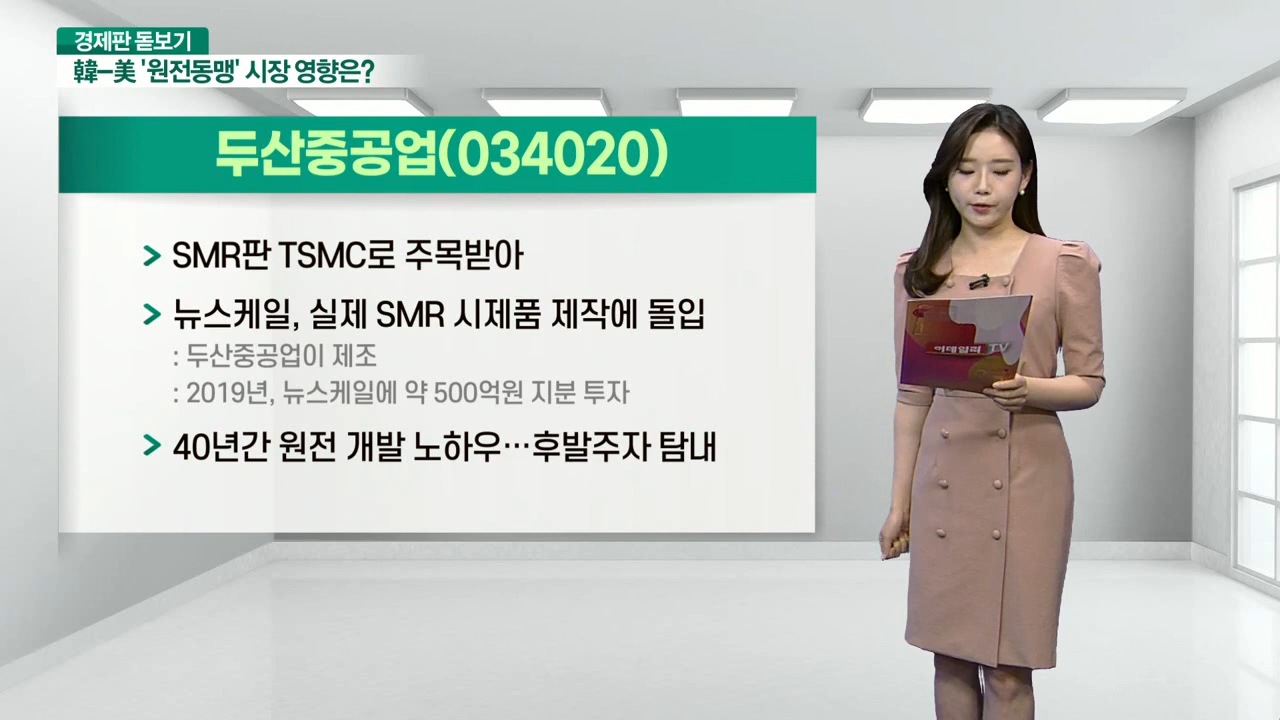 경제판 돋보기
韓-美 '원전동맹' 시장 영향은?
두산중공업(034020)
> SMR판 TSMC로 주목받아
> 뉴스케일, 실제 SMR 시제품 제작에 돌입
: 두산중공업이 제조
: 2019년, 뉴스케일에 약 500억원 지분 투자
> 40년간 원전 개발 노하우…후발주자 탐내
이데일리 TV